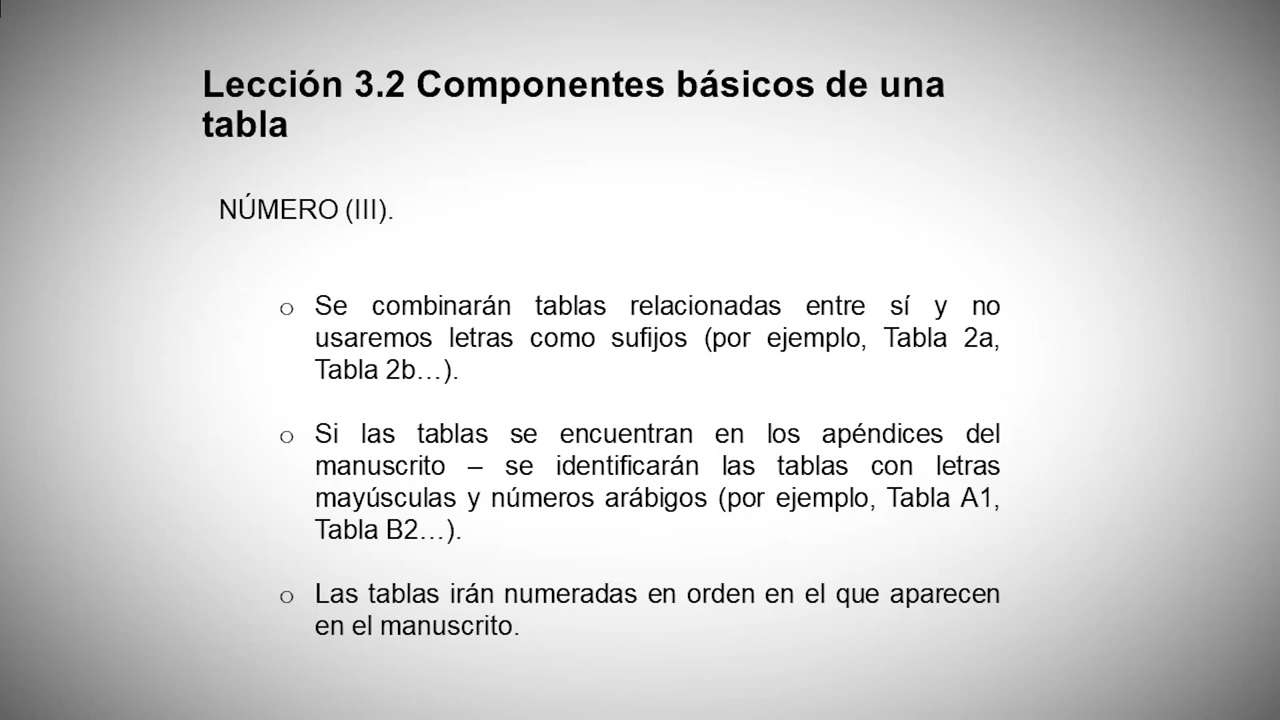 Lección 3.2 Componentes básicos de una
tabla
NÚMERO (III).
o Se combinarán tablas relacionadas entre sí y no
usaremos letras como sufijos (por ejemplo, Tabla 2a,
Tabla 2b…).
o Si las tablas se encuentran en los apéndices del
manuscrito – se identificarán las tablas con letras
mayúsculas y números arábigos (por ejemplo, Tabla A1,
Tabla B2…).
o Las tablas irán numeradas en orden en el que aparecen
en el manuscrito.